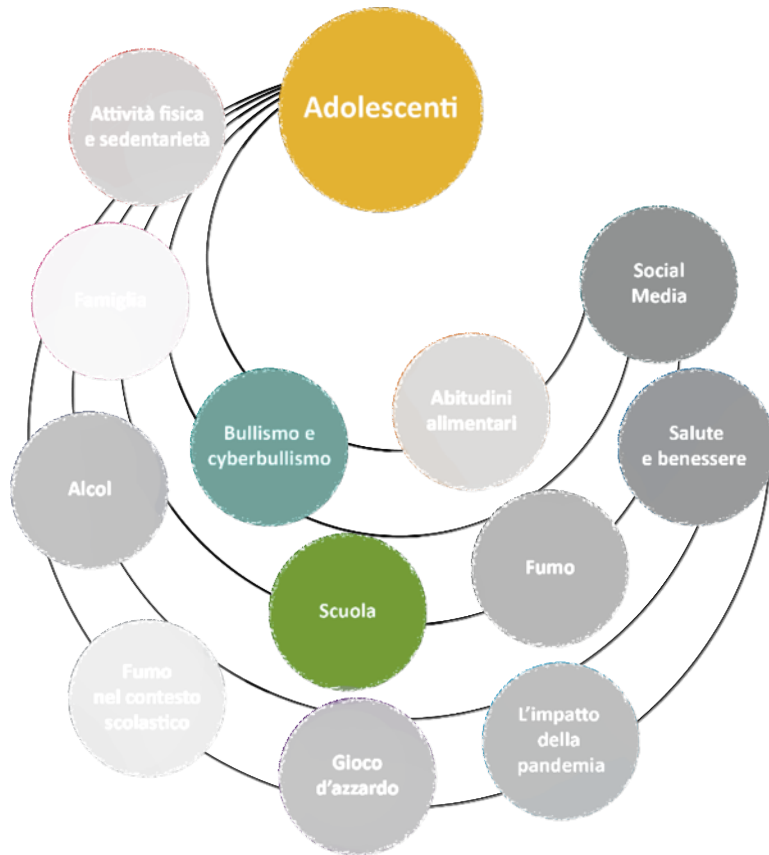 Adolescenti
Attività fisica
e sedentarietà
Famiglia
Social
Media
Abitudini
alimentari
Bullismo e
cyberbullismo
Salute
e benessere
Alcol
Fumo
Scuola
Fumo
nel contesto
scolastico
L'impatto
della
pandemia
Gioco
d'azzardo